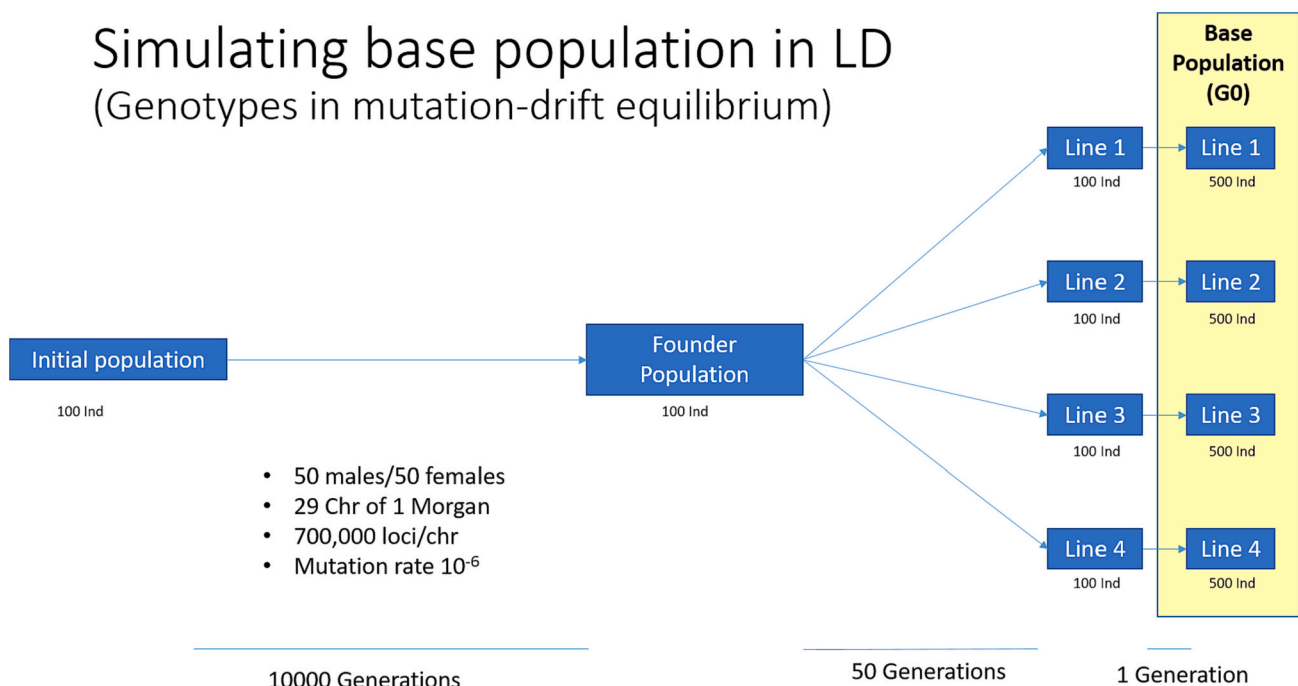 Simulating base population in LD
(Genotypes in mutation-drift equilibrium)
Base
Population
(G0)
Line 1
100 Ind
Line 1
500 Ind
Line 2
100 Ind
Line 2
500 Ind
Initial population
100 Ind
Founder
Population
100 Ind
Line 3
100 Ind
Line 3
500 Ind
• 50 males/50 females
• 29 Chr of 1 Morgan
• 700,000 loci/chr
• Mutation rate 10⁻⁶
Line 4
100 Ind
Line 4
500 Ind
10000 Generations
50 Generations
1 Generation